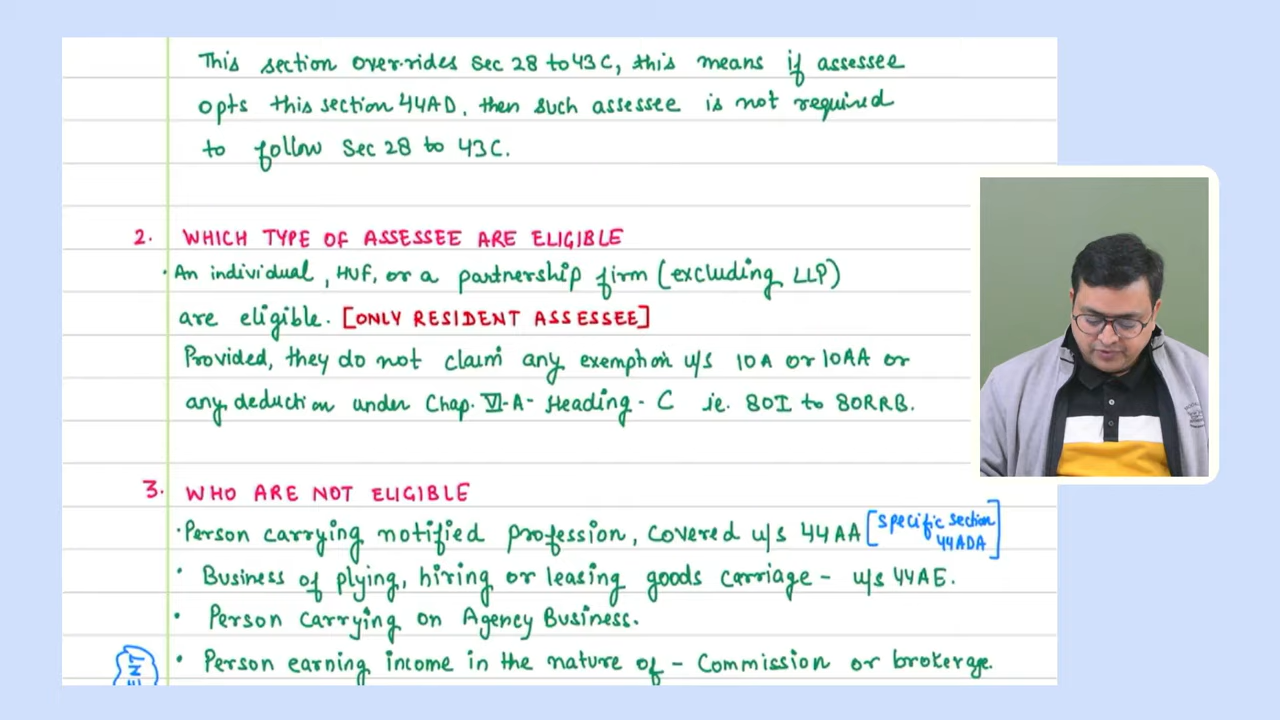 This section overrides Sec 28 to 43C, this means if assessee
opts this section 44AD, then such assessee is not required
to follow Sec 28 to 43C.
2. WHICH TYPE OF ASSESSEE ARE ELIGIBLE
· An individual, HUF, or a partnership firm (excluding LLP)
are eligible. [ONLY RESIDENT ASSESSEE]
Provided, they do not claim any exemption u/s 10A or 10AA or
any deduction under Chap. VI-A- Heading - C ie. 80I to 80RRB.
3. WHO ARE NOT ELIGIBLE
· Person carrying notified profession, covered u/s 44AA [specific section
44ADA]
· Business of plying, hiring or leasing goods carriage - u/s 44AE.
· Person carrying on Agency Business.
· Person earning income in the nature of - Commission or brokerage.